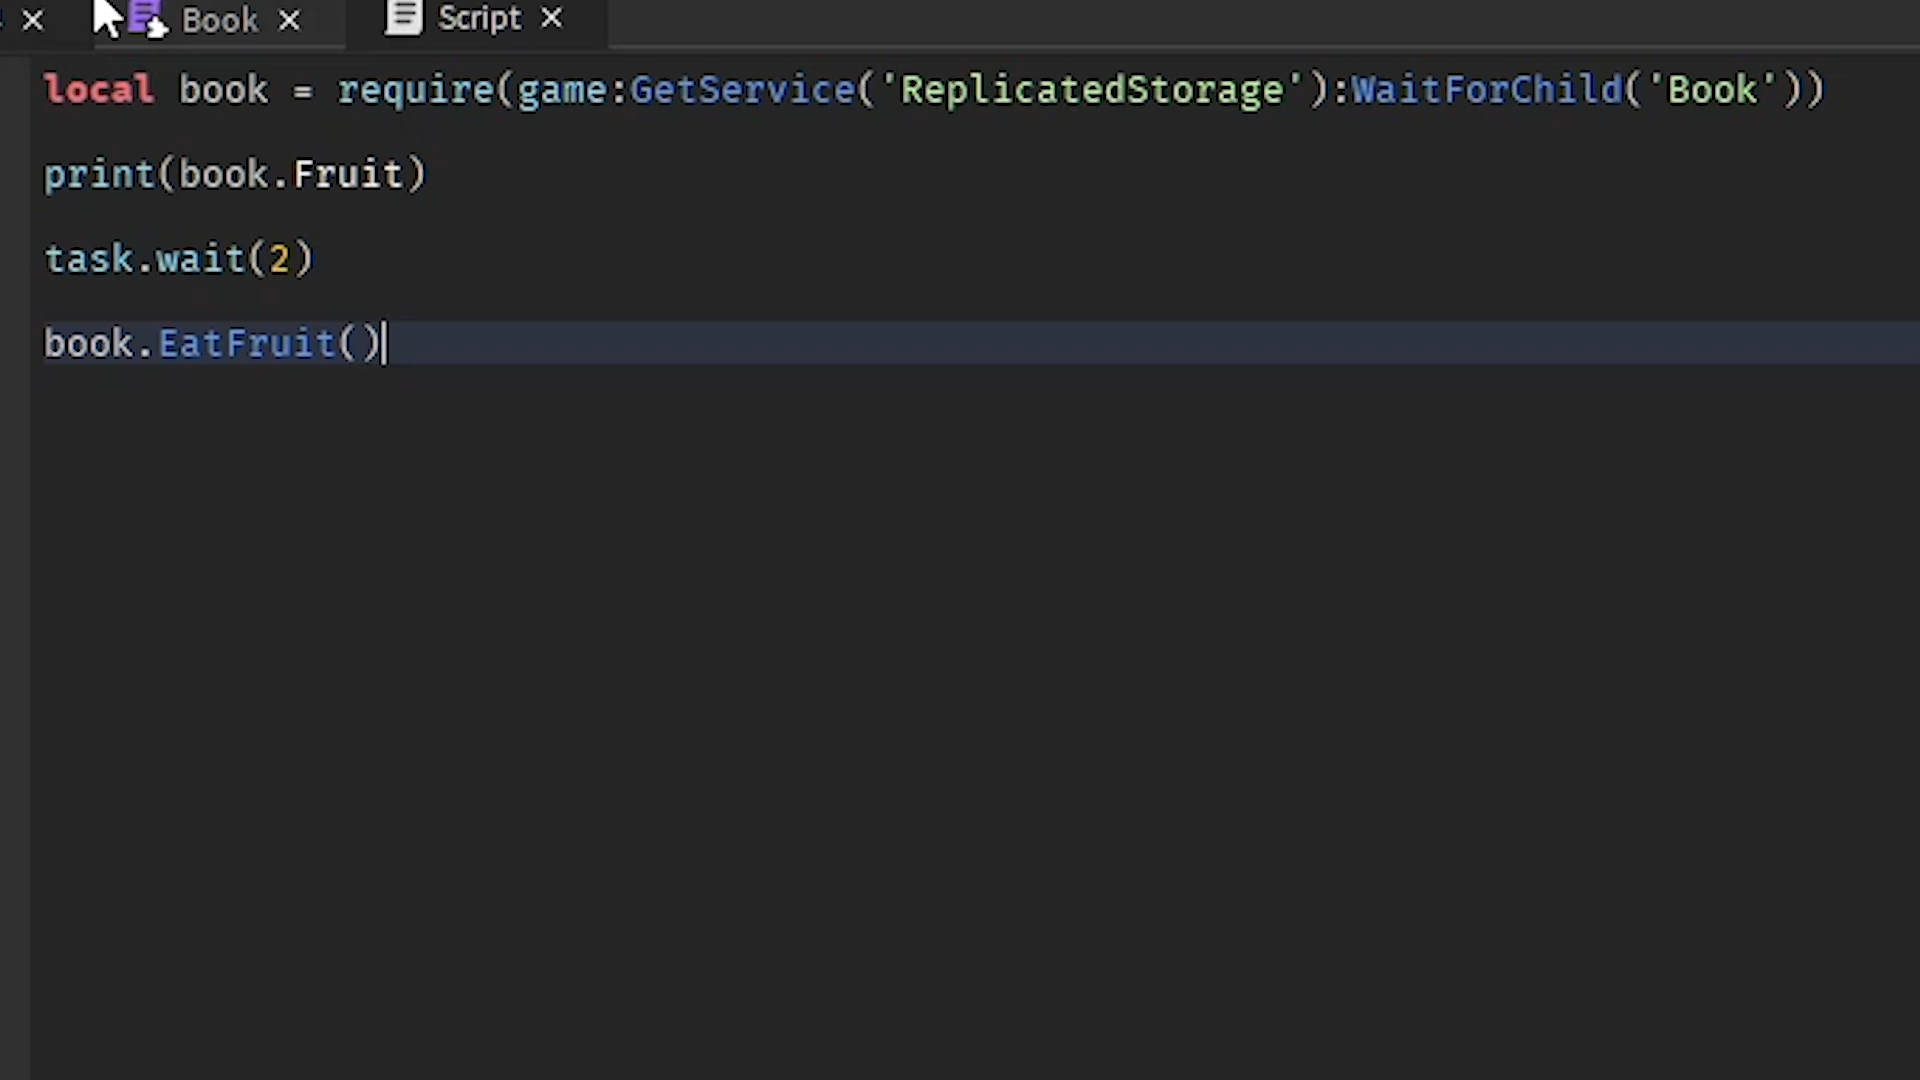 Book
Script
local book = require(game:GetService('ReplicatedStorage'):WaitForChild('Book'))
print(book.Fruit)
task.wait(2)
book.EatFruit()